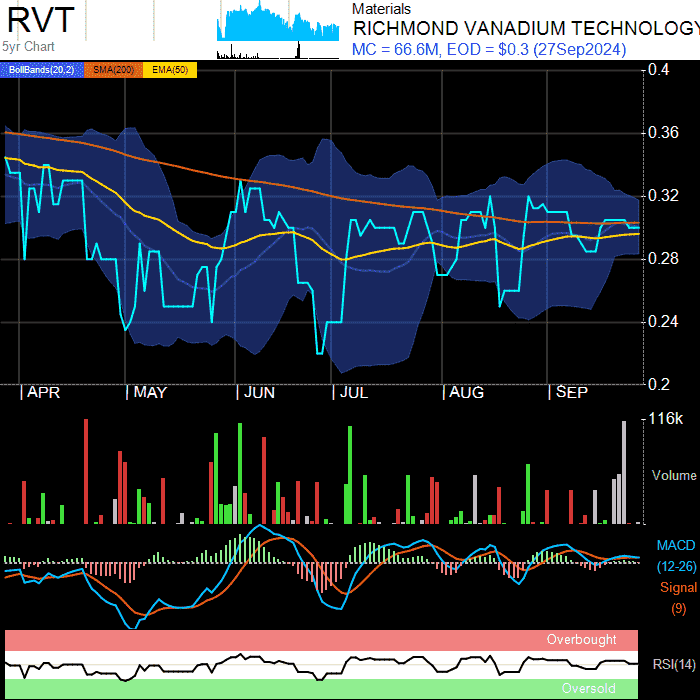 RVT
5yr Chart
Materials
RICHMOND VANADIUM TECHNOLOGY
MC = 66.6M, EOD = $0.3 (27Sep2024)
BollBands(20,2) SMA(200) EMA(50)
0.4
0.36
0.32
0.28
0.24
0.2
| APR | MAY | JUN | JUL | AUG | SEP
116k
Volume
MACD
(12-26)
Signal
(9)
Overbought
RSI(14)
Oversold